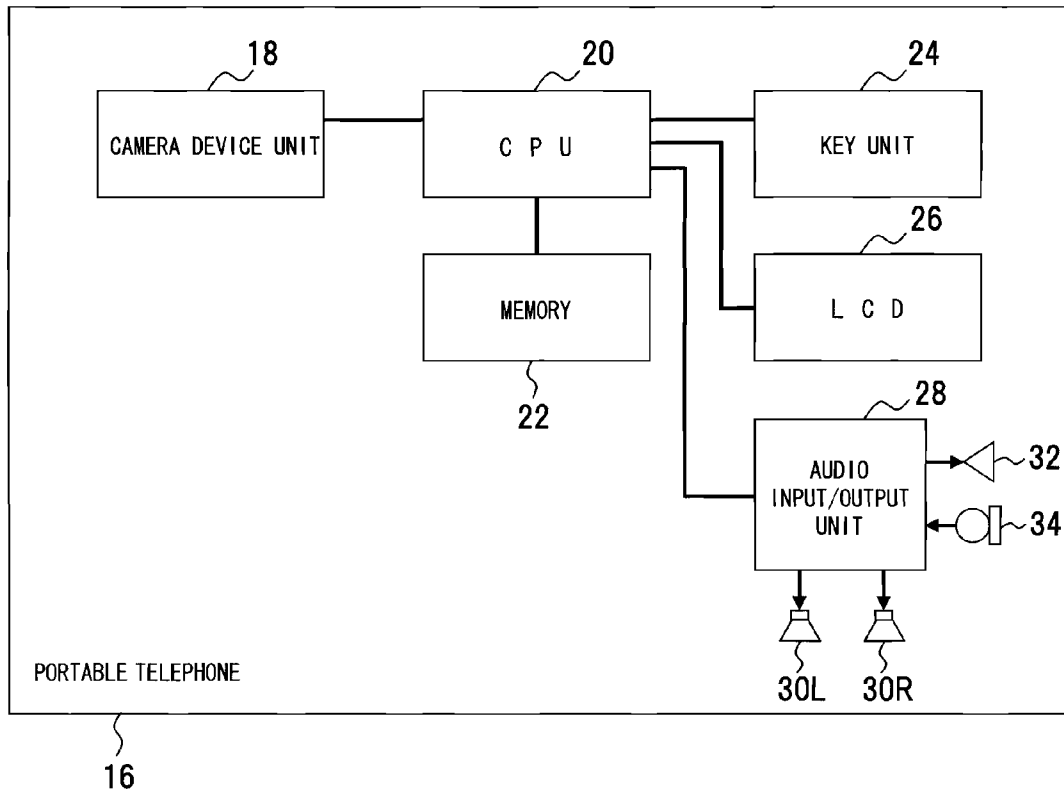 18
20
24
CAMERA DEVICE UNIT
C P U
KEY UNIT
26
MEMORY
L C D
22
28
AUDIO
INPUT/OUTPUT
UNIT
32
34
30L
30R
PORTABLE TELEPHONE
16